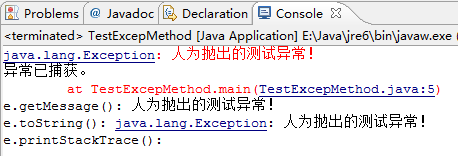 Problems @ Javadoc Declaration Console
<terminated> TestExcepMethod [Java Application] E:\Java\jre6\bin\javaw.exe (
java.lang.Exception: 人为抛出的测试异常!
异常已捕获。
at TestExcepMethod.main(TestExcepMethod.java:5)
e.getMessage(): 人为抛出的测试异常!
e.toString(): java.lang.Exception: 人为抛出的测试异常!
e.printStackTrace():